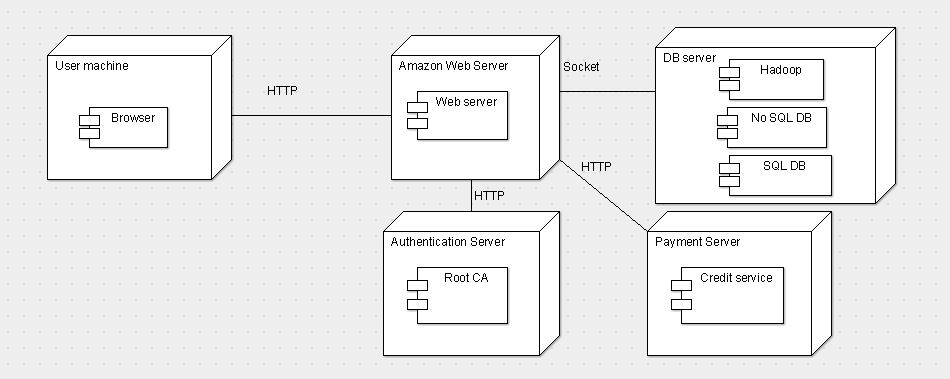 User machine
Browser
HTTP
Amazon Web Server
Web server
Socket
DB server
Hadoop
No SQL DB
SQL DB
HTTP
HTTP
Authentication Server
Root CA
Payment Server
Credit service